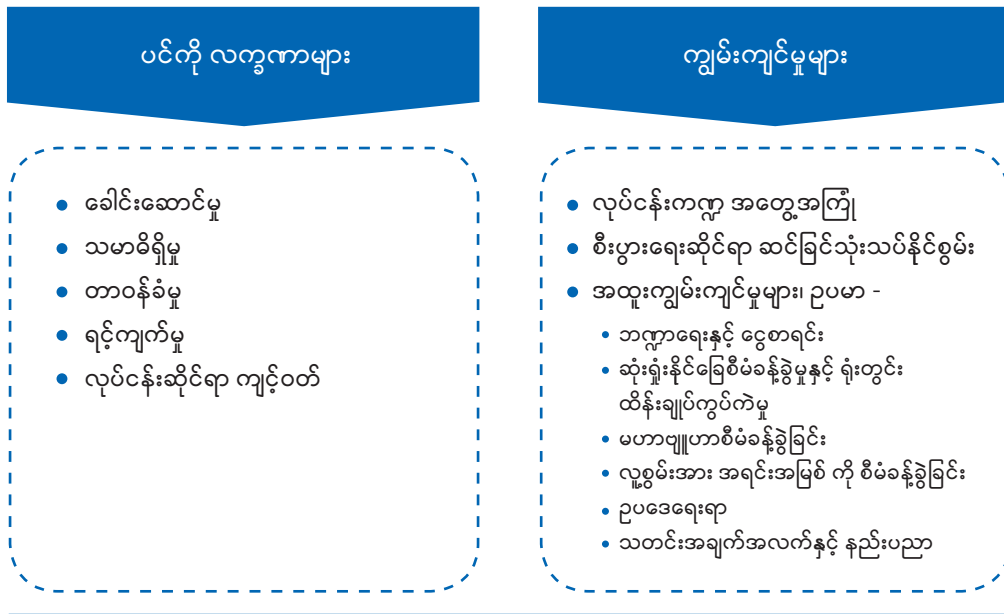 ပင်ကို လက္ခဏာများ
ခေါင်းဆောင်မှု
သမာဓိရှိမှု
တာဝန်ခံမှု
ရင့်ကျက်မှု
လုပ်ငန်းဆိုင်ရာ ကျင့်ဝတ်
ကျွမ်းကျင်မှုများ
လုပ်ငန်းကဏ္ဍ အတွေ့အကြုံ
စီးပွားရေးဆိုင်ရာ ဆင်ခြင်သုံးသပ်နိုင်စွမ်း
အထူးကျွမ်းကျင်မှုများ၊ ဥပမာ -
ဘဏ္ဍာရေးနှင့် ငွေစာရင်း
ဆုံးရှုံးနိုင်ခြေစီမံခန့်ခွဲမှုနှင့် ရုံးတွင်း
ထိန်းချုပ်ကွပ်ကဲမှု
မဟာဗျူဟာစီမံခန့်ခွဲခြင်း
လူ့စွမ်းအား အရင်းအမြစ် ကို စီမံခန့်ခွဲခြင်း
ဥပဒေရေးရာ
သတင်းအချက်အလက်နှင့် နည်းပညာ